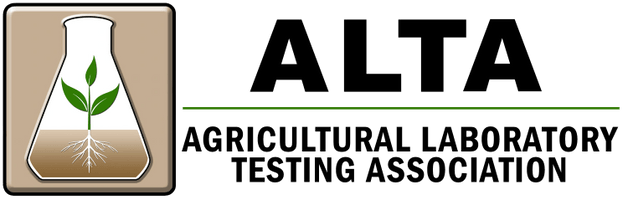 ALTA
AGRICULTURAL LABORATORY
TESTING ASSOCIATION